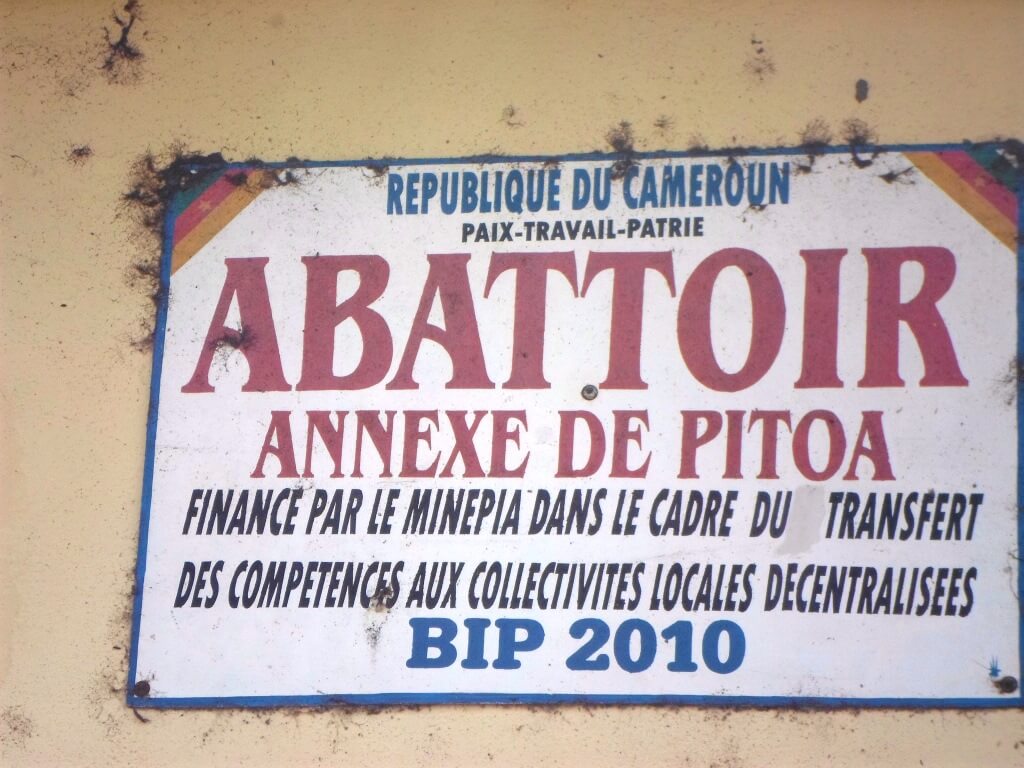 REPUBLIQUE DU CAMEROUN
PAIX-TRAVAIL-PATRIE
ABATTOIR
ANNEXE DE PITOA
FINANCE PAR LE MINEPIA DANS LE CADRE DU TRANSFERT
DES COMPETENCES AUX COLLECTIVITES LOCALES DECENTRALISEES
BIP 2010